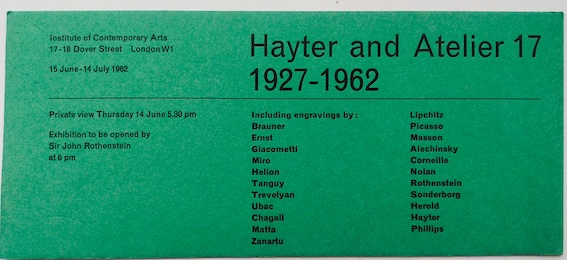 Institute of Contemporary Arts
17-18 Dover Street London W1
15 June-14 July 1962
Hayter and Atelier 17
1927-1962
Private view Thursday 14 June 5.30 pm
Exhibition to be opened by
Sir John Rothenstein
at 6 pm
Including engravings by:
Brauner
Ernst
Giacometti
Miro
Helion
Tanguy
Trevelyan
Ubac
Chagall
Matta
Zanartu
Lipchitz
Picasso
Masson
Alechinsky
Corneille
Nolan
Rothenstein
Sonderborg
Herold
Hayter
Phillips